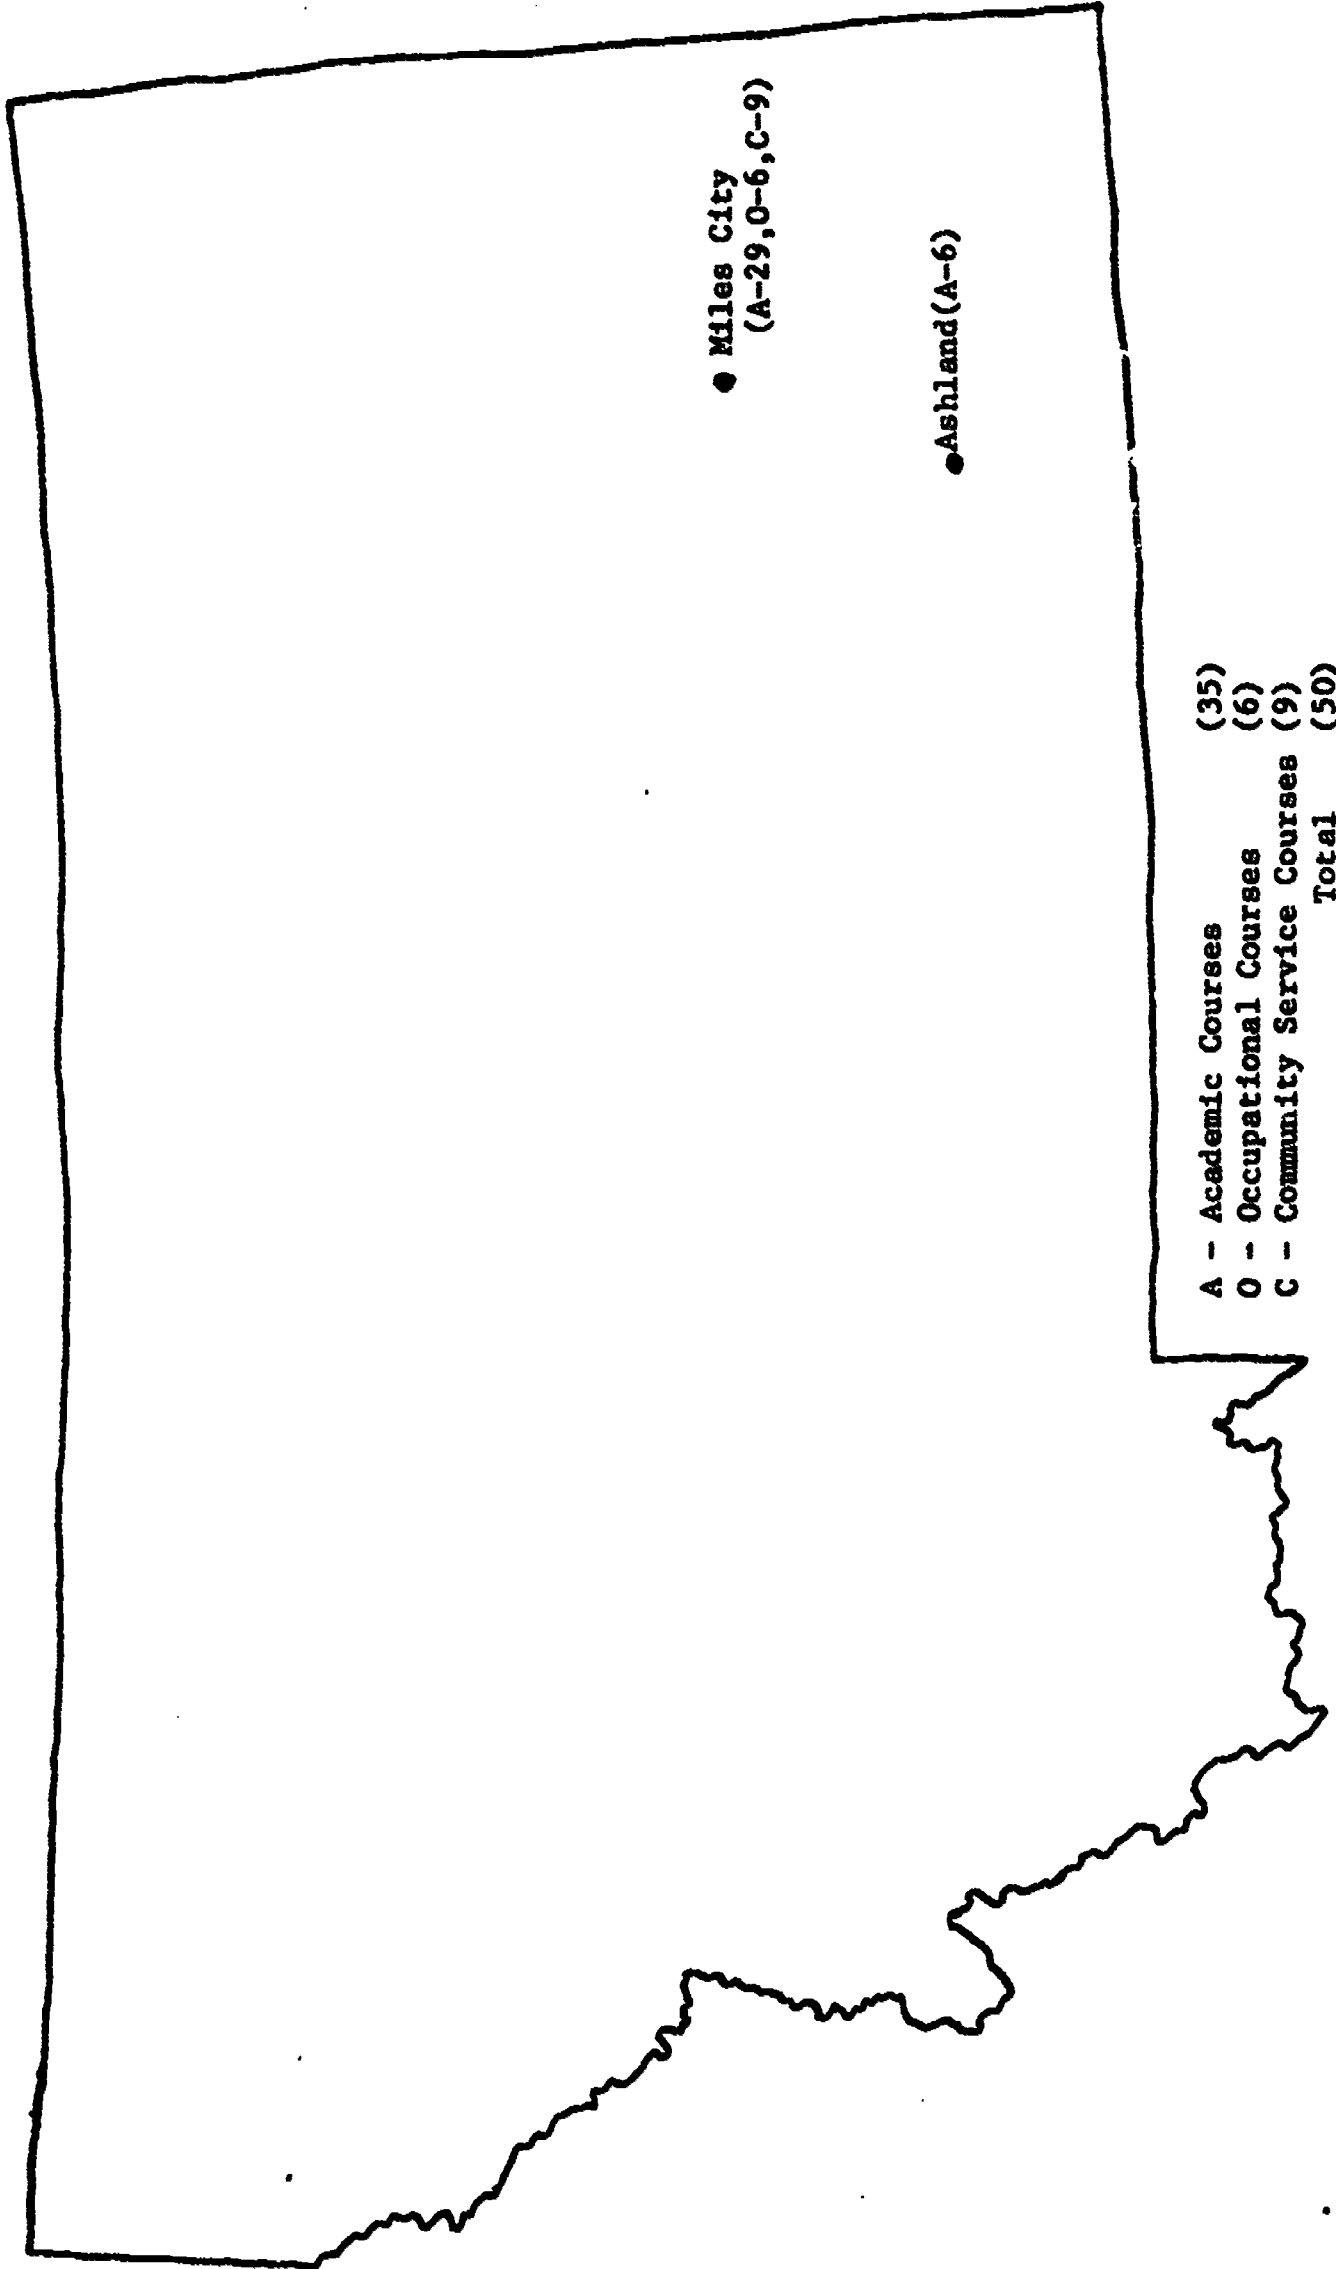 ● Miles City
(A-29,O-6,C-9)
●Ashland(A-6)
A - Academic Courses (35)
O - Occupational Courses (6)
C - Community Service Courses (9)
Total (50)